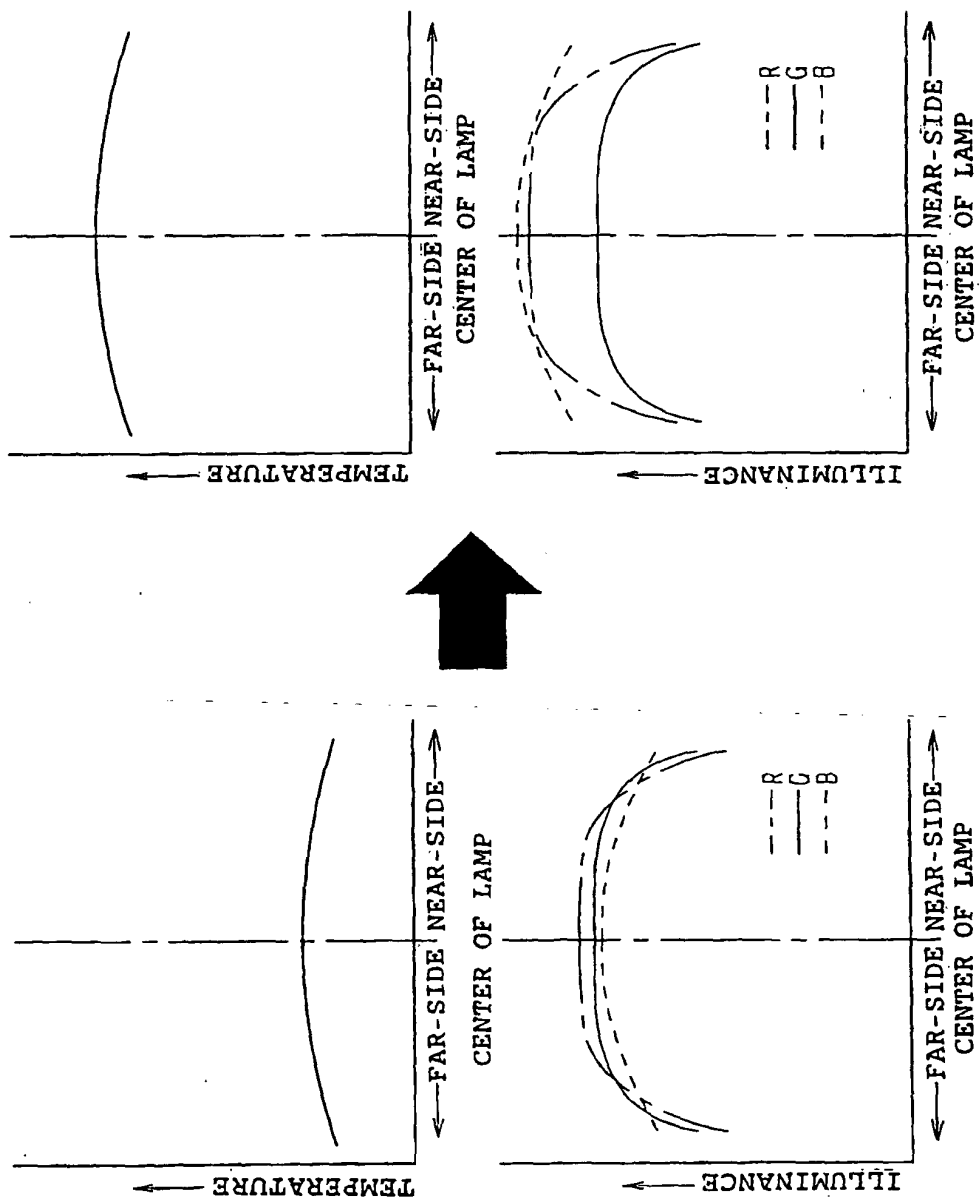 TEMPERATURE
FAR-SIDE NEAR-SIDE
CENTER OF LAMP
ILLUMINANCE
R
G
B
FAR-SIDE NEAR-SIDE
CENTER OF LAMP
TEMPERATURE
FAR-SIDE NEAR-SIDE
CENTER OF LAMP
ILLUMINANCE
R
G
B
FAR-SIDE NEAR-SIDE
CENTER OF LAMP